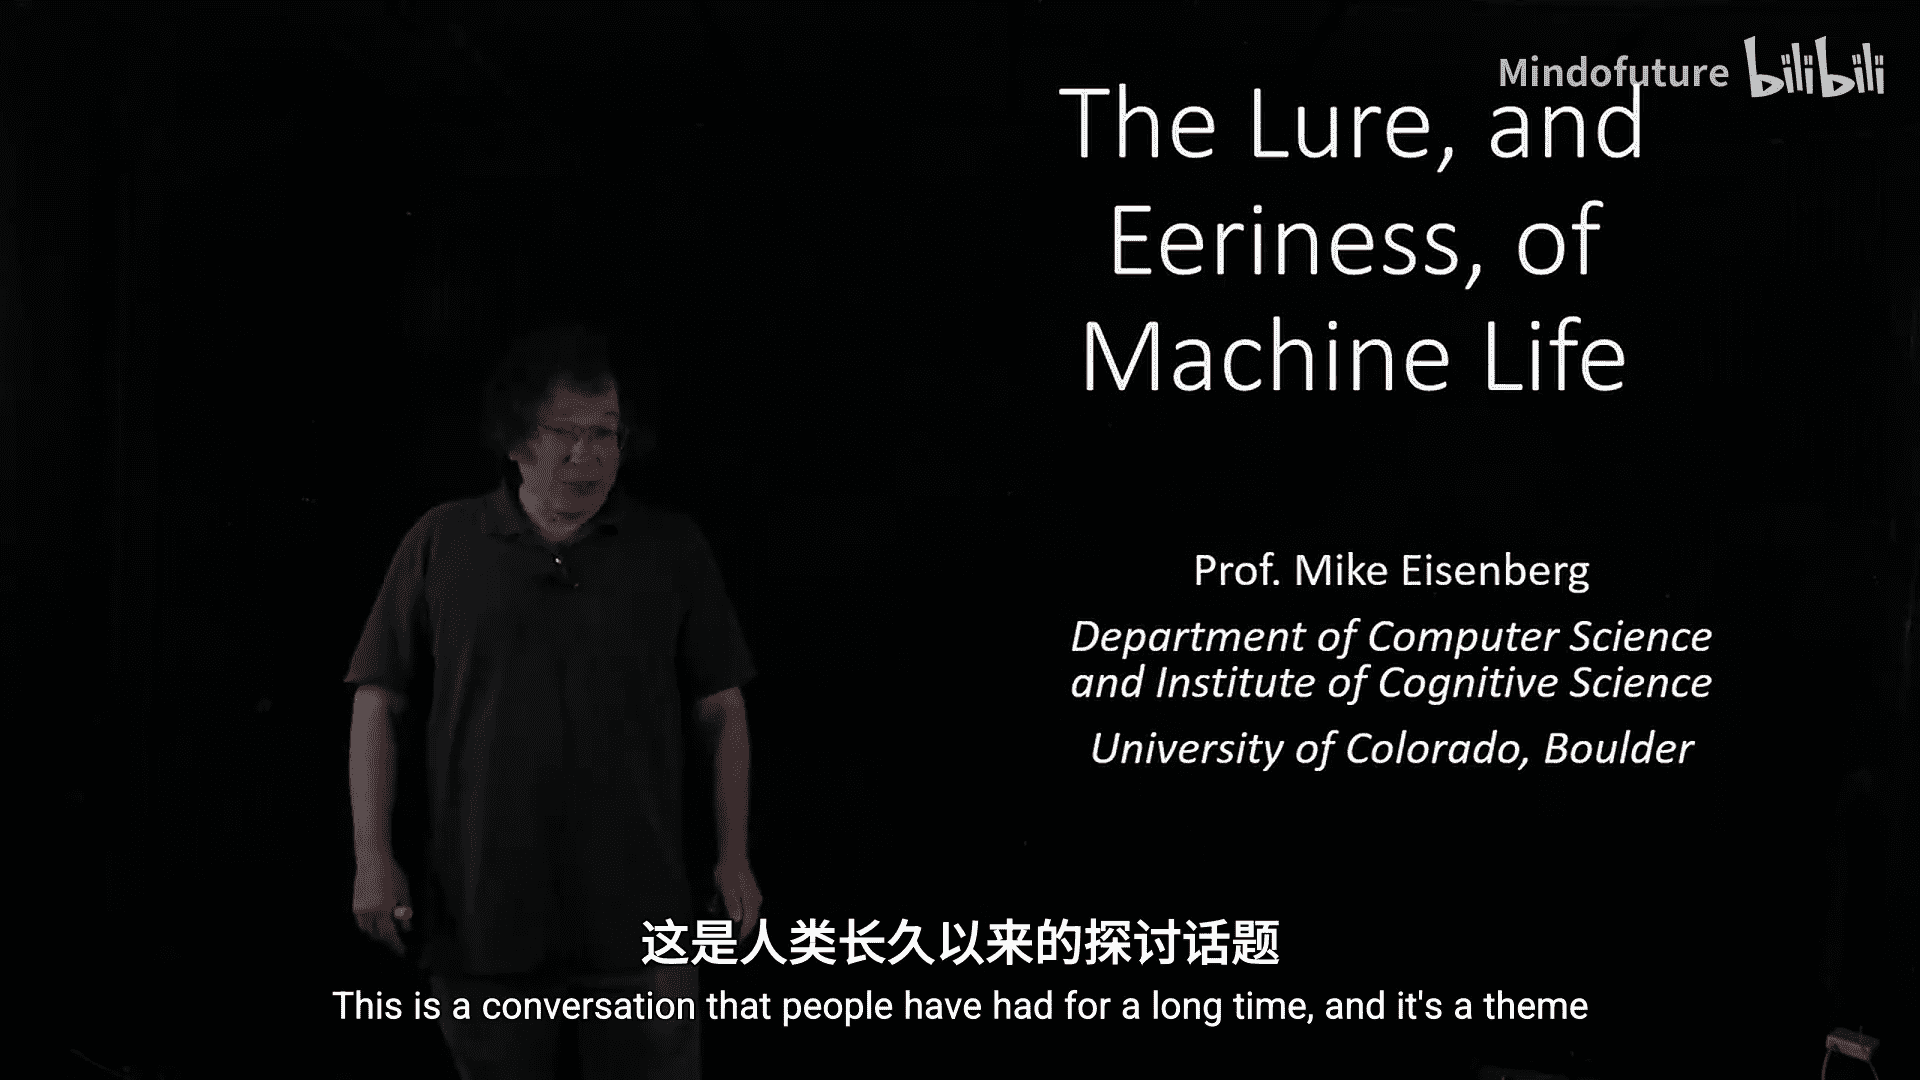 Mindofuture bilibili
The Lure, and
Eeriness, of
Machine Life
Prof. Mike Eisenberg
Department of Computer Science
and Institute of Cognitive Science
University of Colorado, Boulder
这是人类长久以来的探讨话题
This is a conversation that people have had for a long time, and it's a theme